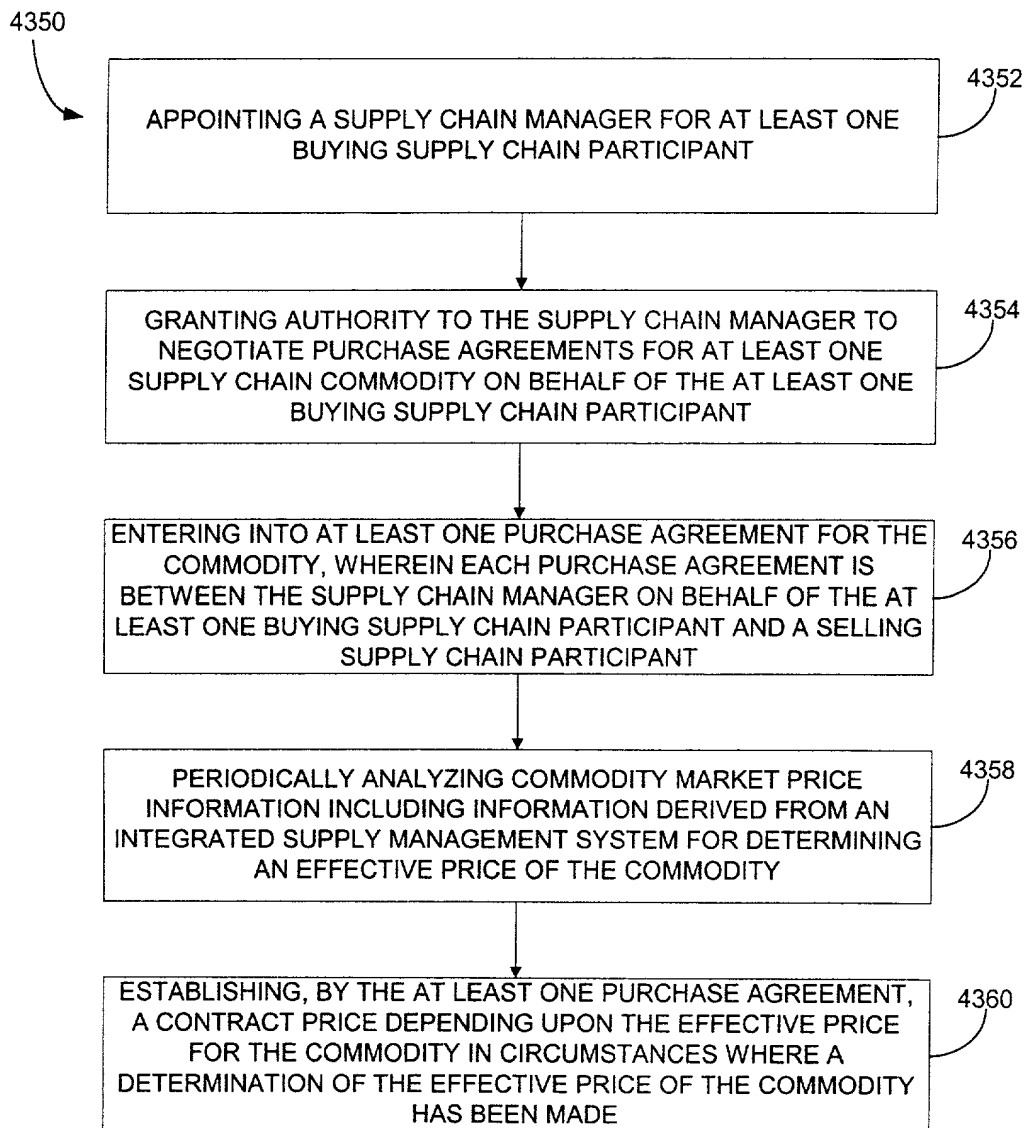 4350
APPOINTING A SUPPLY CHAIN MANAGER FOR AT LEAST ONE
BUYING SUPPLY CHAIN PARTICIPANT
4352
GRANTING AUTHORITY TO THE SUPPLY CHAIN MANAGER TO
NEGOTIATE PURCHASE AGREEMENTS FOR AT LEAST ONE
SUPPLY CHAIN COMMODITY ON BEHALF OF THE AT LEAST ONE
BUYING SUPPLY CHAIN PARTICIPANT
4354
ENTERING INTO AT LEAST ONE PURCHASE AGREEMENT FOR THE
COMMODITY, WHEREIN EACH PURCHASE AGREEMENT IS
BETWEEN THE SUPPLY CHAIN MANAGER ON BEHALF OF THE AT
LEAST ONE BUYING SUPPLY CHAIN PARTICIPANT AND A SELLING
SUPPLY CHAIN PARTICIPANT
4356
PERIODICALLY ANALYZING COMMODITY MARKET PRICE
INFORMATION INCLUDING INFORMATION DERIVED FROM AN
INTEGRATED SUPPLY MANAGEMENT SYSTEM FOR DETERMINING
AN EFFECTIVE PRICE OF THE COMMODITY
4358
ESTABLISHING, BY THE AT LEAST ONE PURCHASE AGREEMENT,
A CONTRACT PRICE DEPENDING UPON THE EFFECTIVE PRICE
FOR THE COMMODITY IN CIRCUMSTANCES WHERE A
DETERMINATION OF THE EFFECTIVE PRICE OF THE COMMODITY
HAS BEEN MADE
4360